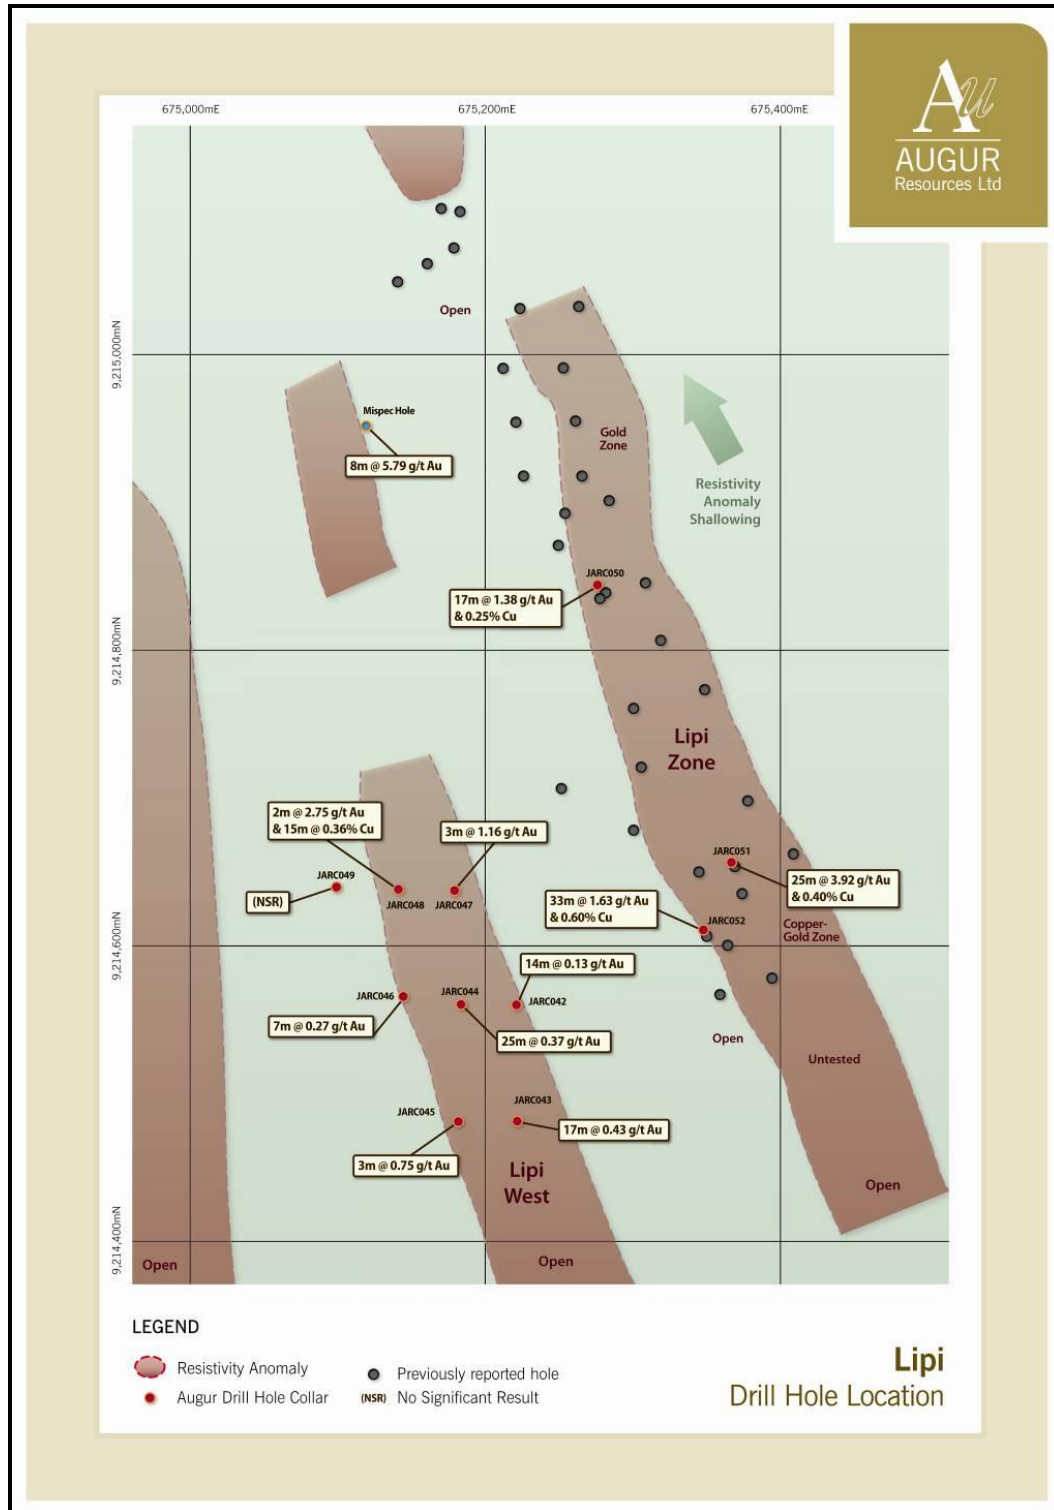 Au
AUGUR
Resources Ltd
675,000mE
675,200mE
675,400mE
Open
9,215,000mN
Mispec Hole
8m @ 5.79 g/t Au
Gold
Zone
Resistivity
Anomaly
Shallowing
JARC050
17m @ 1.38 g/t Au
& 0.25% Cu
9,214,800mN
Lipi
Zone
2m @ 2.75 g/t Au
& 15m @ 0.36% Cu
3m @ 1.16 g/t Au
JARC051
JARC049
(NSR)
JARC048
JARC047
25m @ 3.92 g/t Au
& 0.40% Cu
33m @ 1.63 g/t Au
& 0.60% Cu
JARC052
Copper-
Gold Zone
9,214,600mN
14m @ 0.13 g/t Au
JARC046
JARC044
JARC042
7m @ 0.27 g/t Au
25m @ 0.37 g/t Au
Open
Untested
JARC045
JARC043
17m @ 0.43 g/t Au
3m @ 0.75 g/t Au
Lipi
West
Open
9,214,400mN
Open
Open
LEGEND
Resistivity Anomaly
Augur Drill Hole Collar
Previously reported hole
(NSR) No Significant Result
Lipi
Drill Hole Location